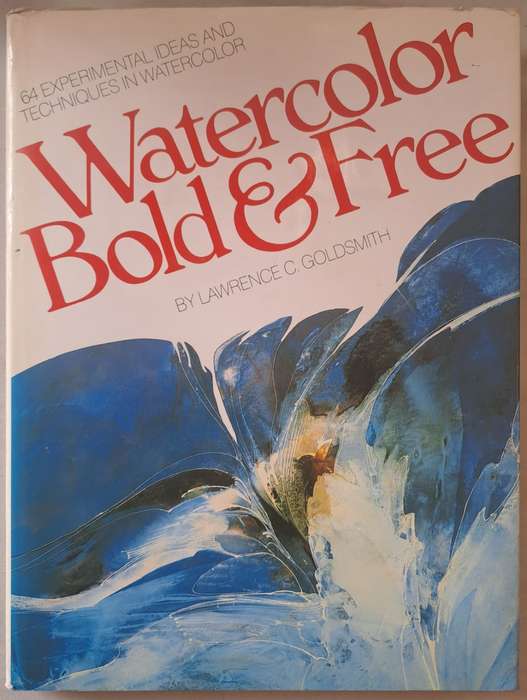 64 EXPERIMENTAL IDEAS AND
TECHNIQUES IN WATERCOLOR
Watercolor
Bold & Free
BY LAWRENCE C. GOLDSMITH